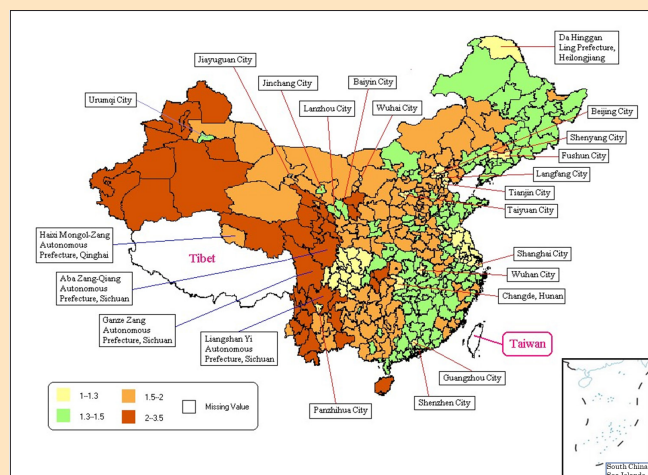 Da Hinggan
Ling Prefecture,
Heilongjiang
Jiayuguan City
Jinchang City
Baiyin City
Lanzhou City
Wuhai City
Urumqi City
Beijing City
Shenyang City
Fushun City
Langfang City
Tianjin City
Taiyuan City
Haixi Mongol-Zang
Autonomous
Prefecture, Qinghai
Tibet
Aba Zang-Qiang
Autonomous
Prefecture, Sichuan
Shanghai City
Wuhan City
Changde, Hunan
Ganze Zang
Autonomous
Prefecture, Sichuan
Liangshan Yi
Autonomous
Prefecture, Sichuan
Taiwan
Guangzhou City
Shenzhen City
Panzhihua City
1--1.3
1.3--1.5
1.5--2
2--3.5
Missing Value
South China
Sea Islands